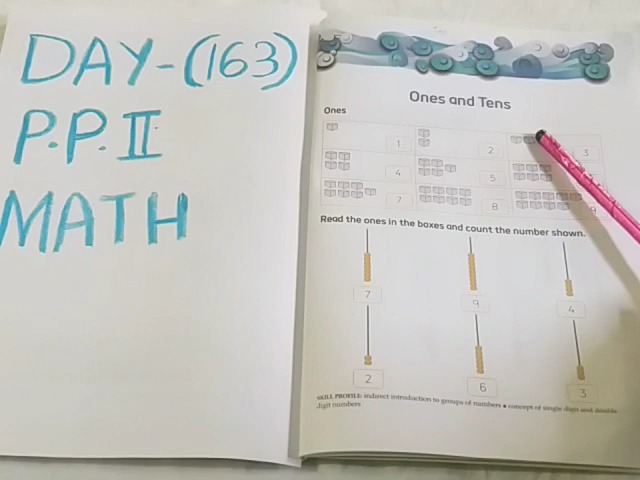 DAY-(163)
P.P.II
MATH
Ones and Tens
Ones
1 2 3
4 5
7 8 9
Read the ones in the boxes and count the number shown.
7 9 4
2 6 3
SKILL PROFILE: indirect introduction to groups of numbers • concept of single digit and double
digit numbers